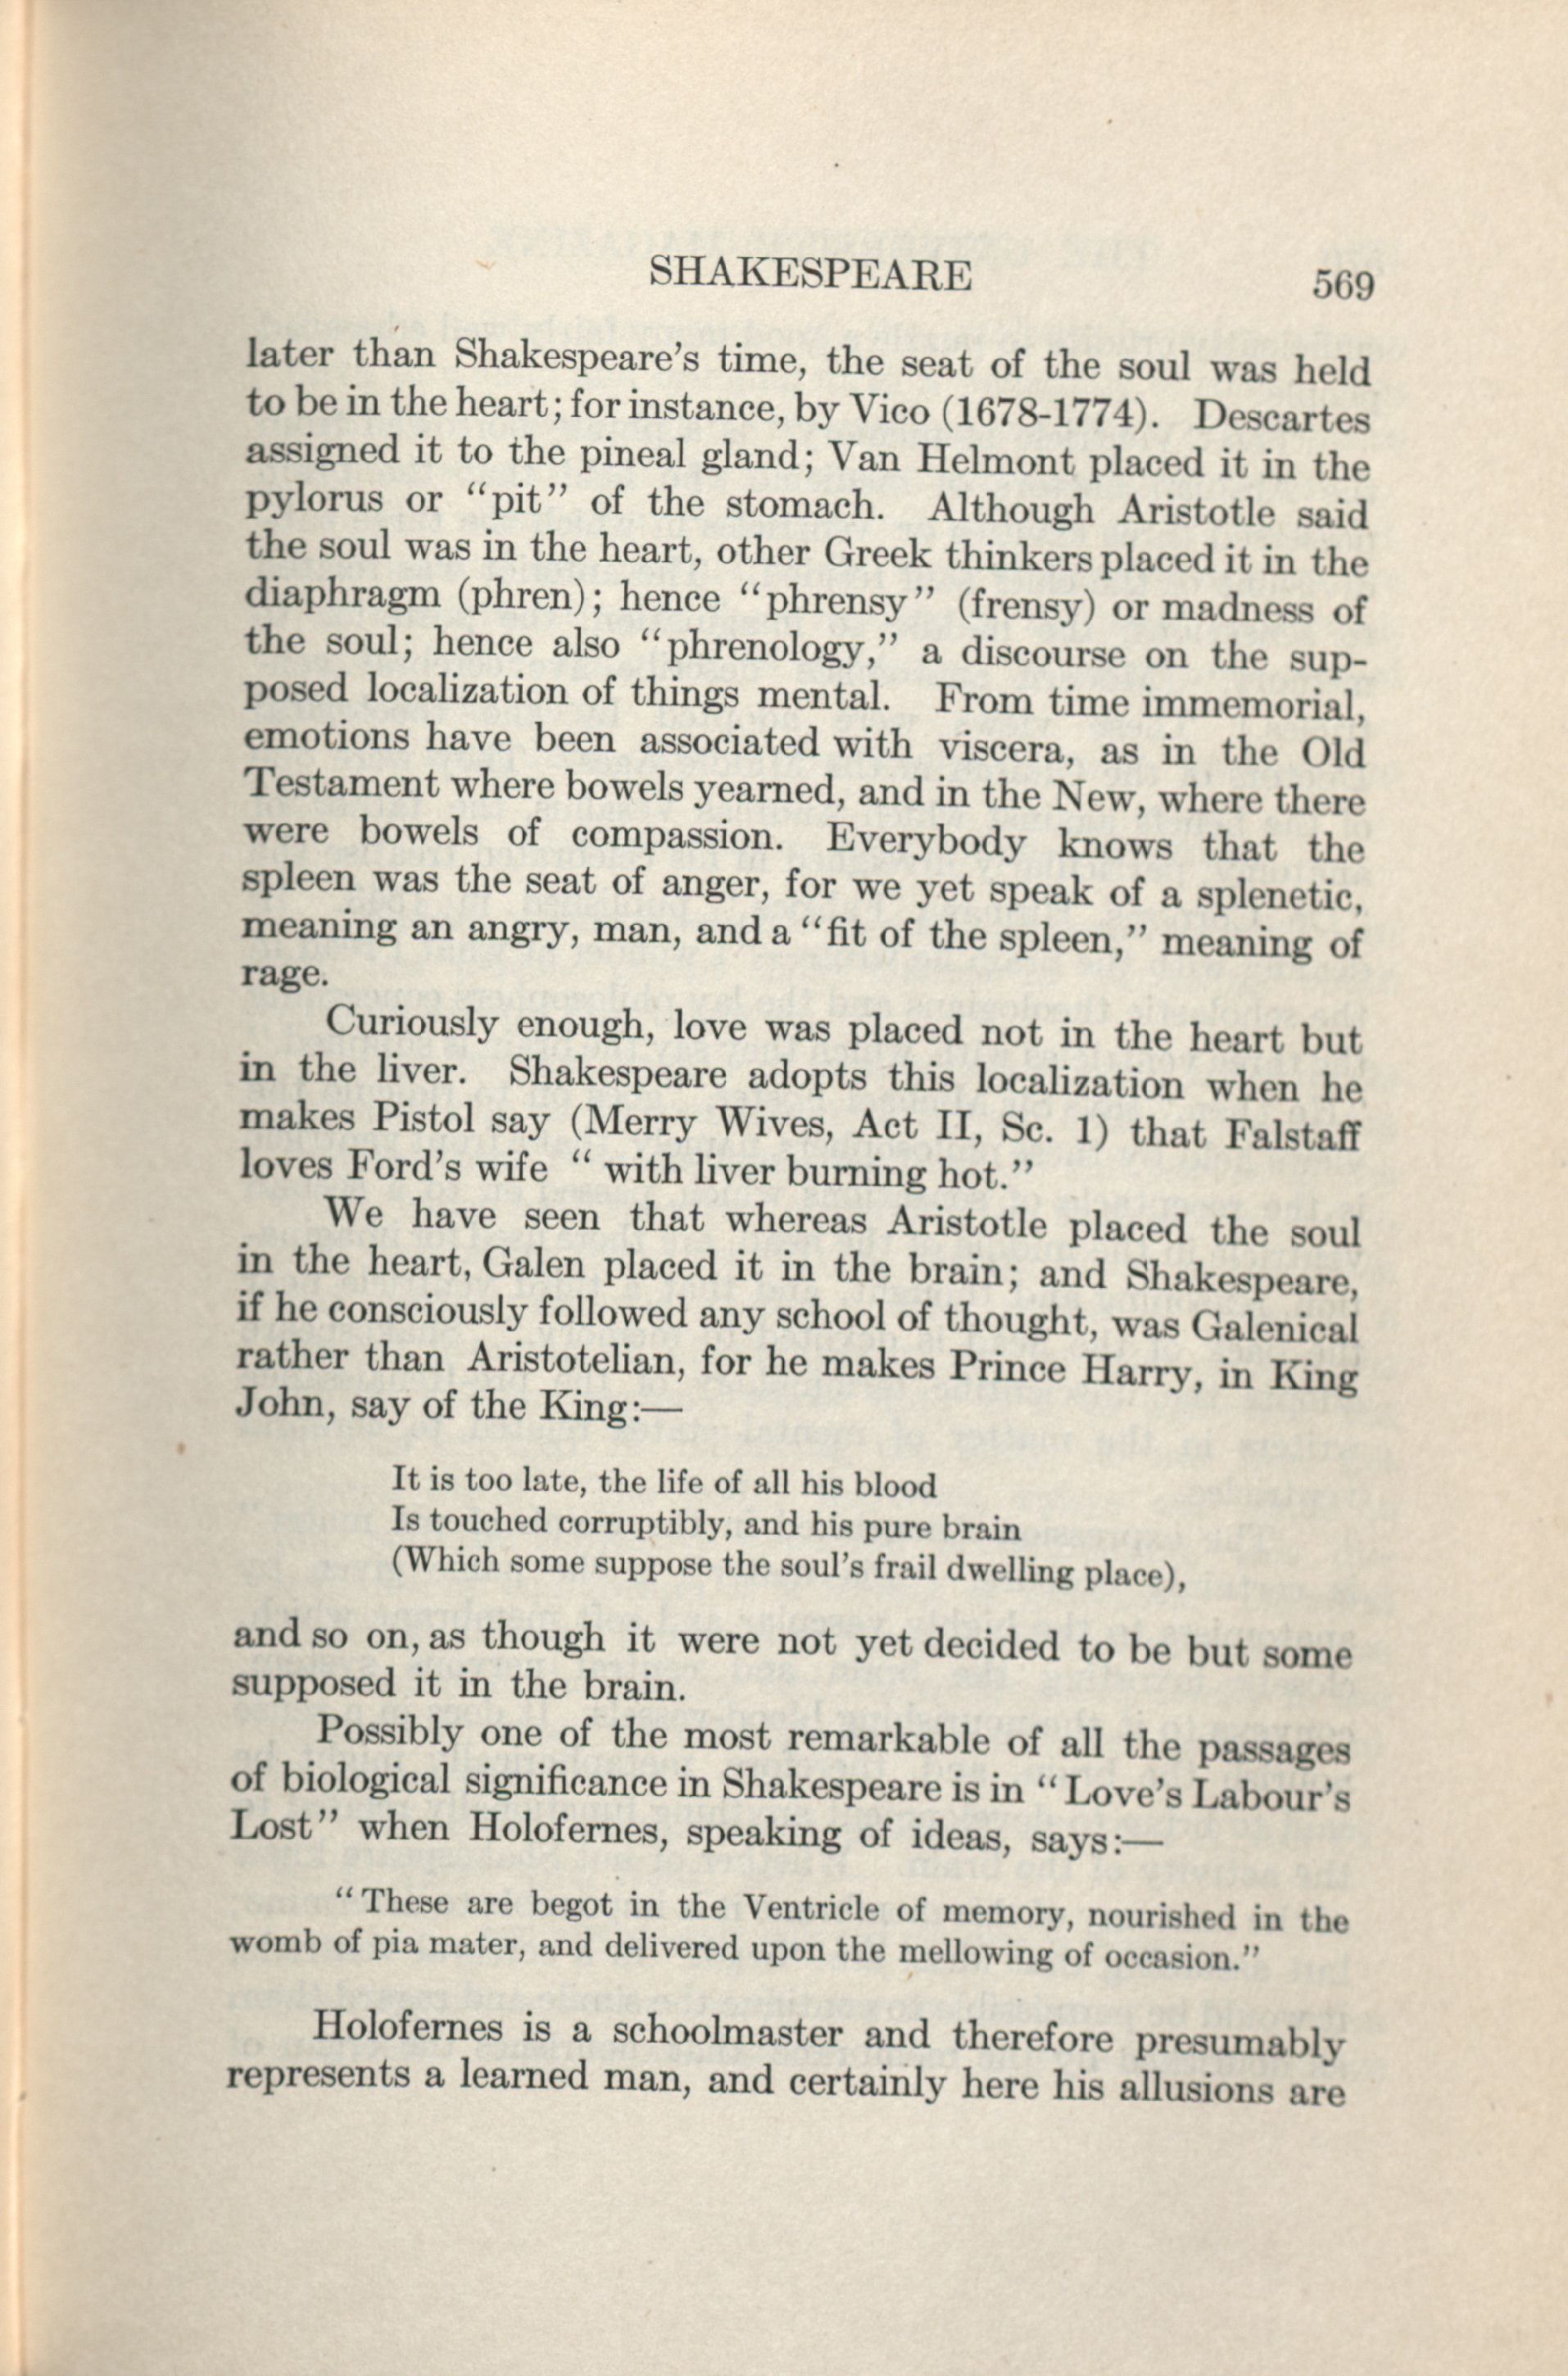 SHAKESPEARE 569
later than Shakespeare's time, the seat of the soul was held
to be in the heart; for instance, by Vico (1678-1774). Descartes
assigned it to the pineal gland; Van Helmont placed it in the
pylorus or "pit" of the stomach. Although Aristotle said
the soul was in the heart, other Greek thinkers placed it in the
diaphragm (phren); hence "phrensy" (frensy) or madness of
the soul; hence also "phrenology," a discourse on the sup-
posed localization of things mental. From time immemorial,
emotions have been associated with viscera, as in the Old
Testament where bowels yearned, and in the New, where there
were bowels of compassion. Everybody knows that the
spleen was the seat of anger, for we yet speak of a splenetic,
meaning an angry, man, and a "fit of the spleen," meaning of
rage.
Curiously enough, love was placed not in the heart but
in the liver. Shakespeare adopts this localization when he
makes Pistol say (Merry Wives, Act II, Sc. 1) that Falstaff
loves Ford's wife " with liver burning hot."
We have seen that whereas Aristotle placed the soul
in the heart, Galen placed it in the brain; and Shakespeare,
if he consciously followed any school of thought, was Galenical
rather than Aristotelian, for he makes Prince Harry, in King
John, say of the King:—
It is too late, the life of all his blood
Is touched corruptibly, and his pure brain
(Which some suppose the soul's frail dwelling place),
and so on, as though it were not yet decided to be but some
supposed it in the brain.
Possibly one of the most remarkable of all the passages
of biological significance in Shakespeare is in "Love's Labour's
Lost" when Holofernes, speaking of ideas, says:—
"These are begot in the Ventricle of memory, nourished in the
womb of pia mater, and delivered upon the mellowing of occasion."
Holofernes is a schoolmaster and therefore presumably
represents a learned man, and certainly here his allusions are